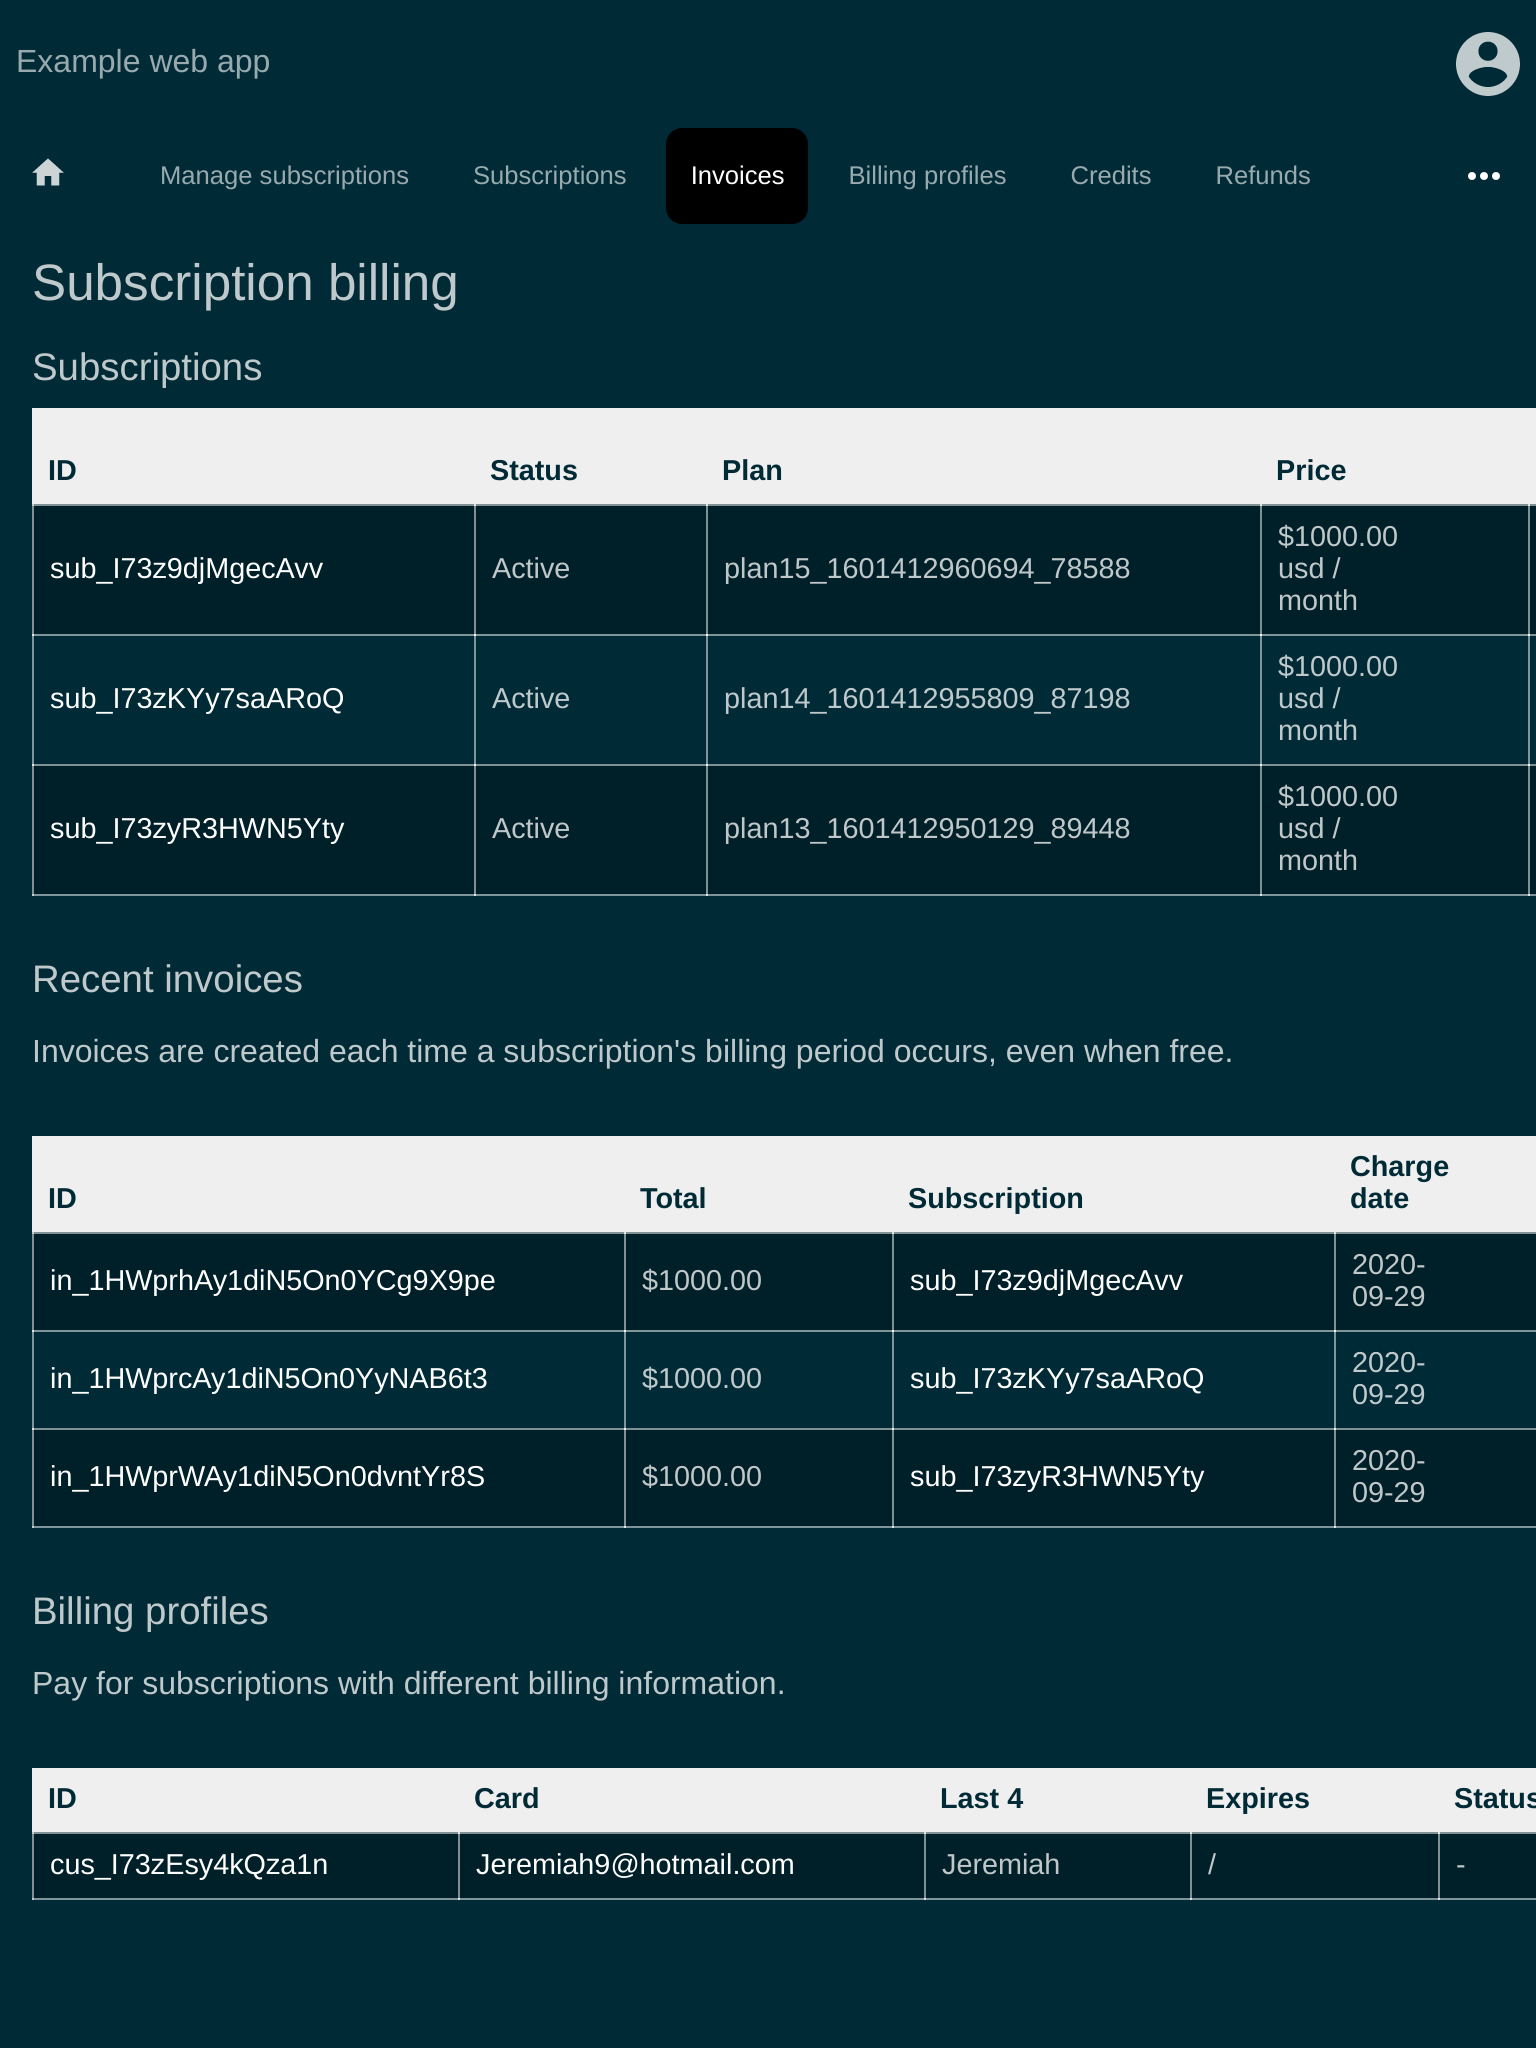 Example web app
Manage subscriptions Subscriptions Invoices Billing profiles Credits Refunds
Subscription billing
Subscriptions
ID Status Plan Price
sub_I73z9djMgecAvv Active plan15_1601412960694_78588 $1000.00
usd /
month
sub_I73zKYy7saARoQ Active plan14_1601412955809_87198 $1000.00
usd /
month
sub_I73zyR3HWN5Yty Active plan13_1601412950129_89448 $1000.00
usd /
month
Recent invoices
Invoices are created each time a subscription's billing period occurs, even when free.
ID Total Subscription Charge
date
in_1HWprhAy1diN5On0YCg9X9pe $1000.00 sub_I73z9djMgecAvv 2020-
09-29
in_1HWprcAy1diN5On0YyNAB6t3 $1000.00 sub_I73zKYy7saARoQ 2020-
09-29
in_1HWprWAy1diN5On0dvntYr8S $1000.00 sub_I73zyR3HWN5Yty 2020-
09-29
Billing profiles
Pay for subscriptions with different billing information.
ID Card Last 4 Expires Status
cus_I73zEsy4kQza1n Jeremiah9@hotmail.com Jeremiah / -